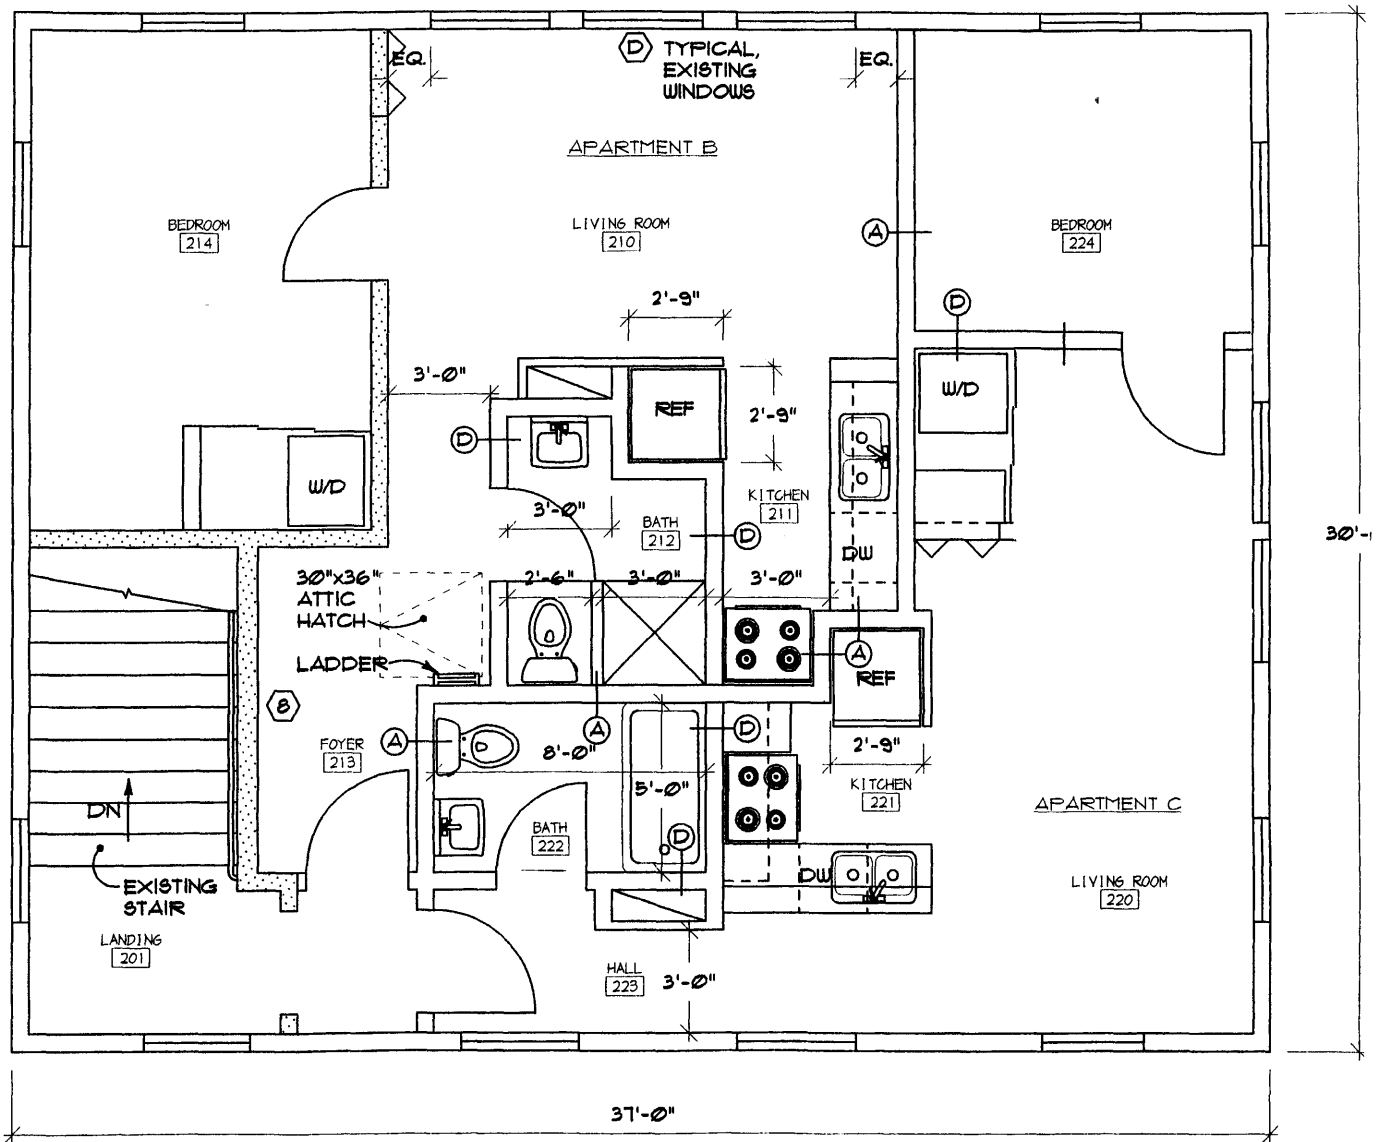 D
TYPICAL,
EXISTING
WINDOWS
EQ.
EQ.
APARTMENT B
BEDROOM
214
LIVING ROOM
210
A
BEDROOM
224
2'-9"
D
3'-0"
REF
2'-9"
W/D
D
W/D
3'-0"
BATH
212
KITCHEN
211
D
30'-
DW
30"x36"
ATTIC
HATCH
2'-6"
3'-0"
3'-0"
LADDER
A
REF
8
FOYER
213
A
A
8'-0"
D
2'-9"
5'-0"
KITCHEN
221
APARTMENT C
DN
BATH
222
D
EXISTING
STAIR
DW
LIVING ROOM
220
LANDING
201
HALL
223
3'-0"
37'-0"